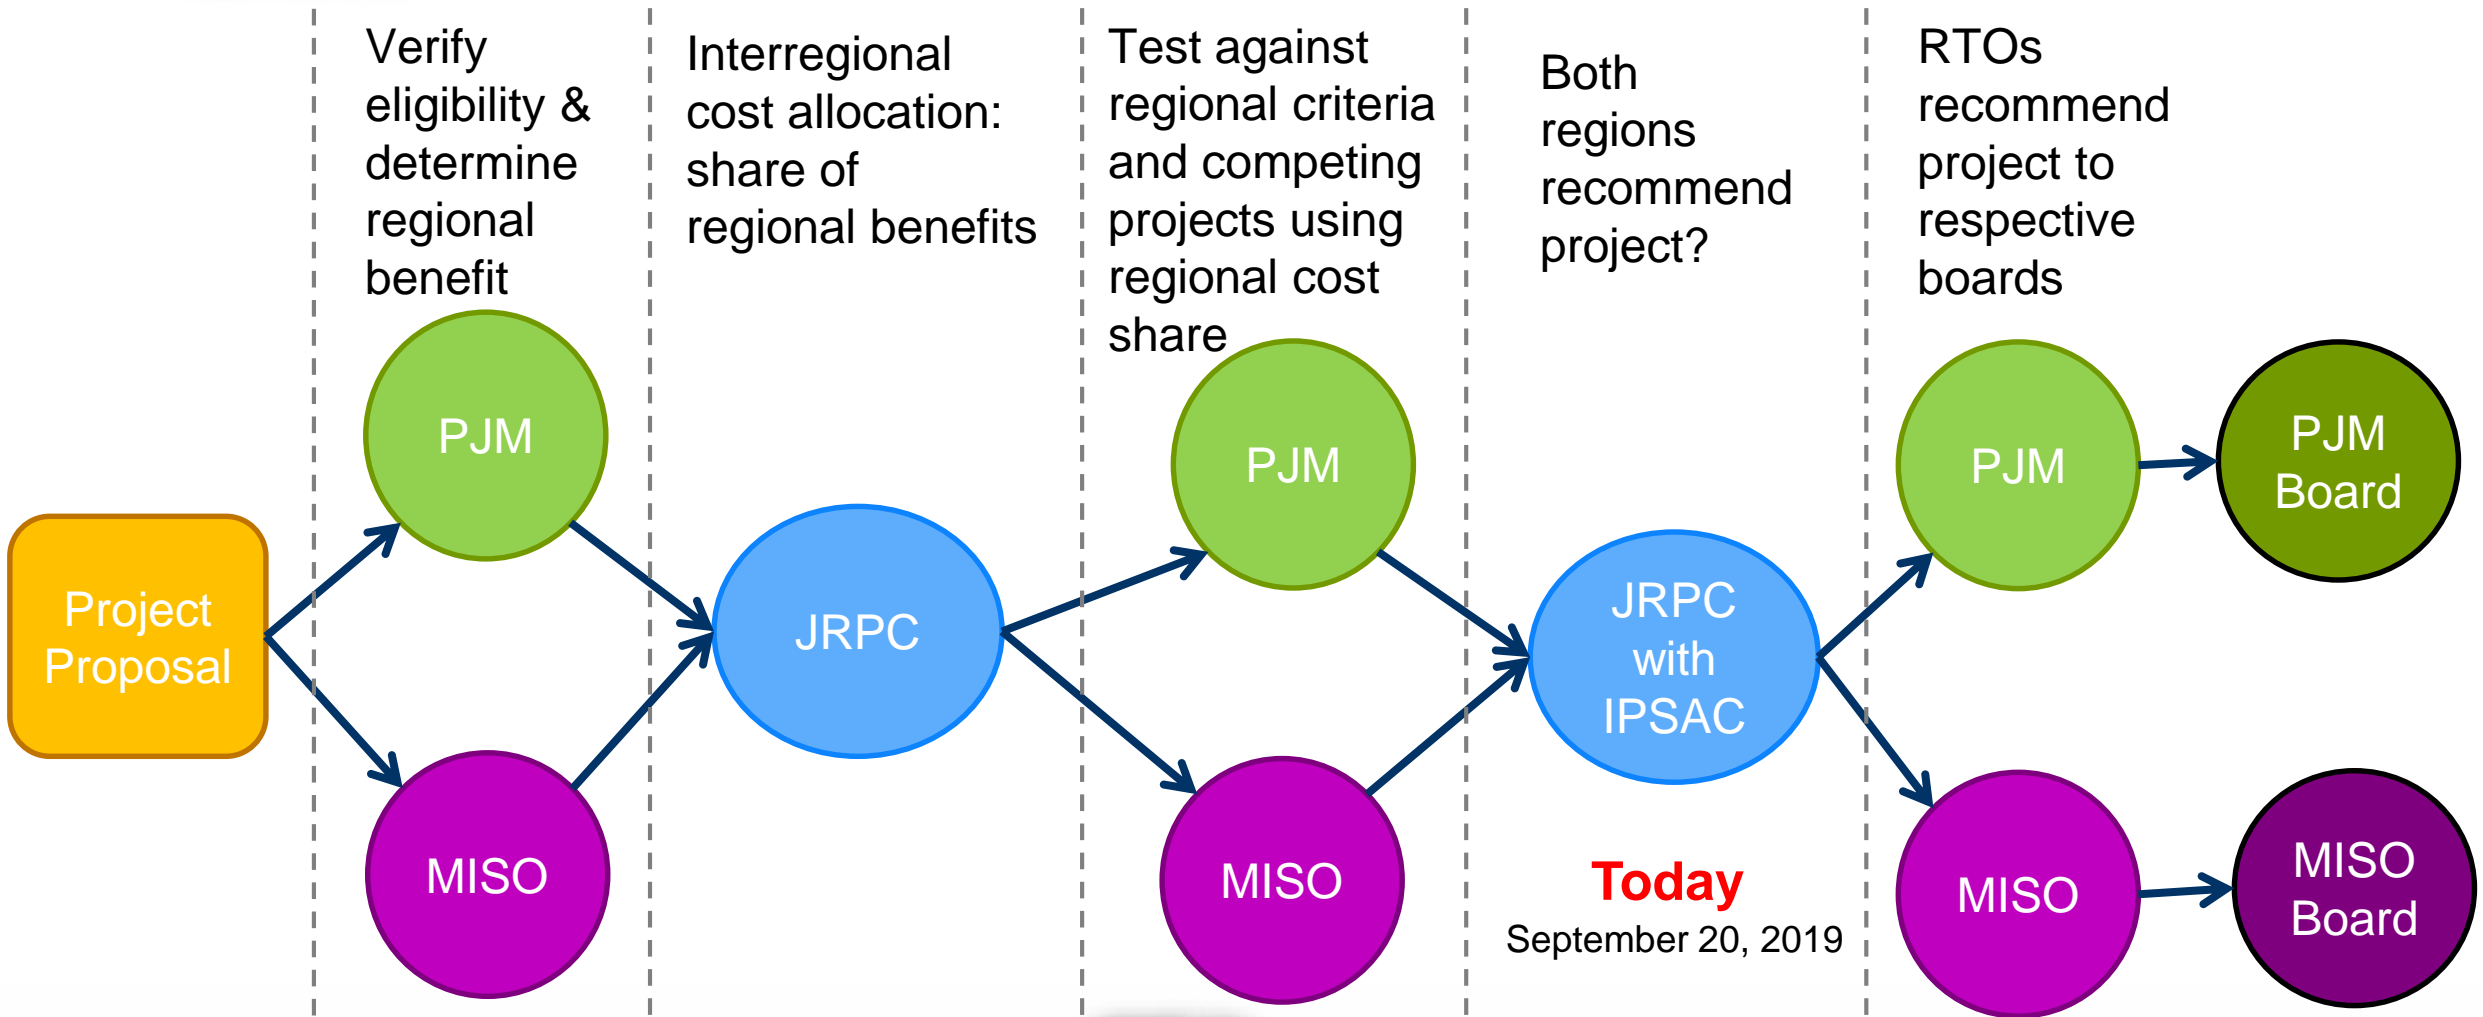 Verify
eligibility &
determine
regional
benefit
Interregional
cost allocation:
share of
regional benefits
Test against
regional criteria
and competing
projects using
regional cost
share
Both
regions
recommend
project?
RTOs
recommend
project to
respective
boards
Project
Proposal
PJM
MISO
JRPC
PJM
MISO
JRPC
with
IPSAC
Today
September 20, 2019
PJM
MISO
PJM
Board
MISO
Board